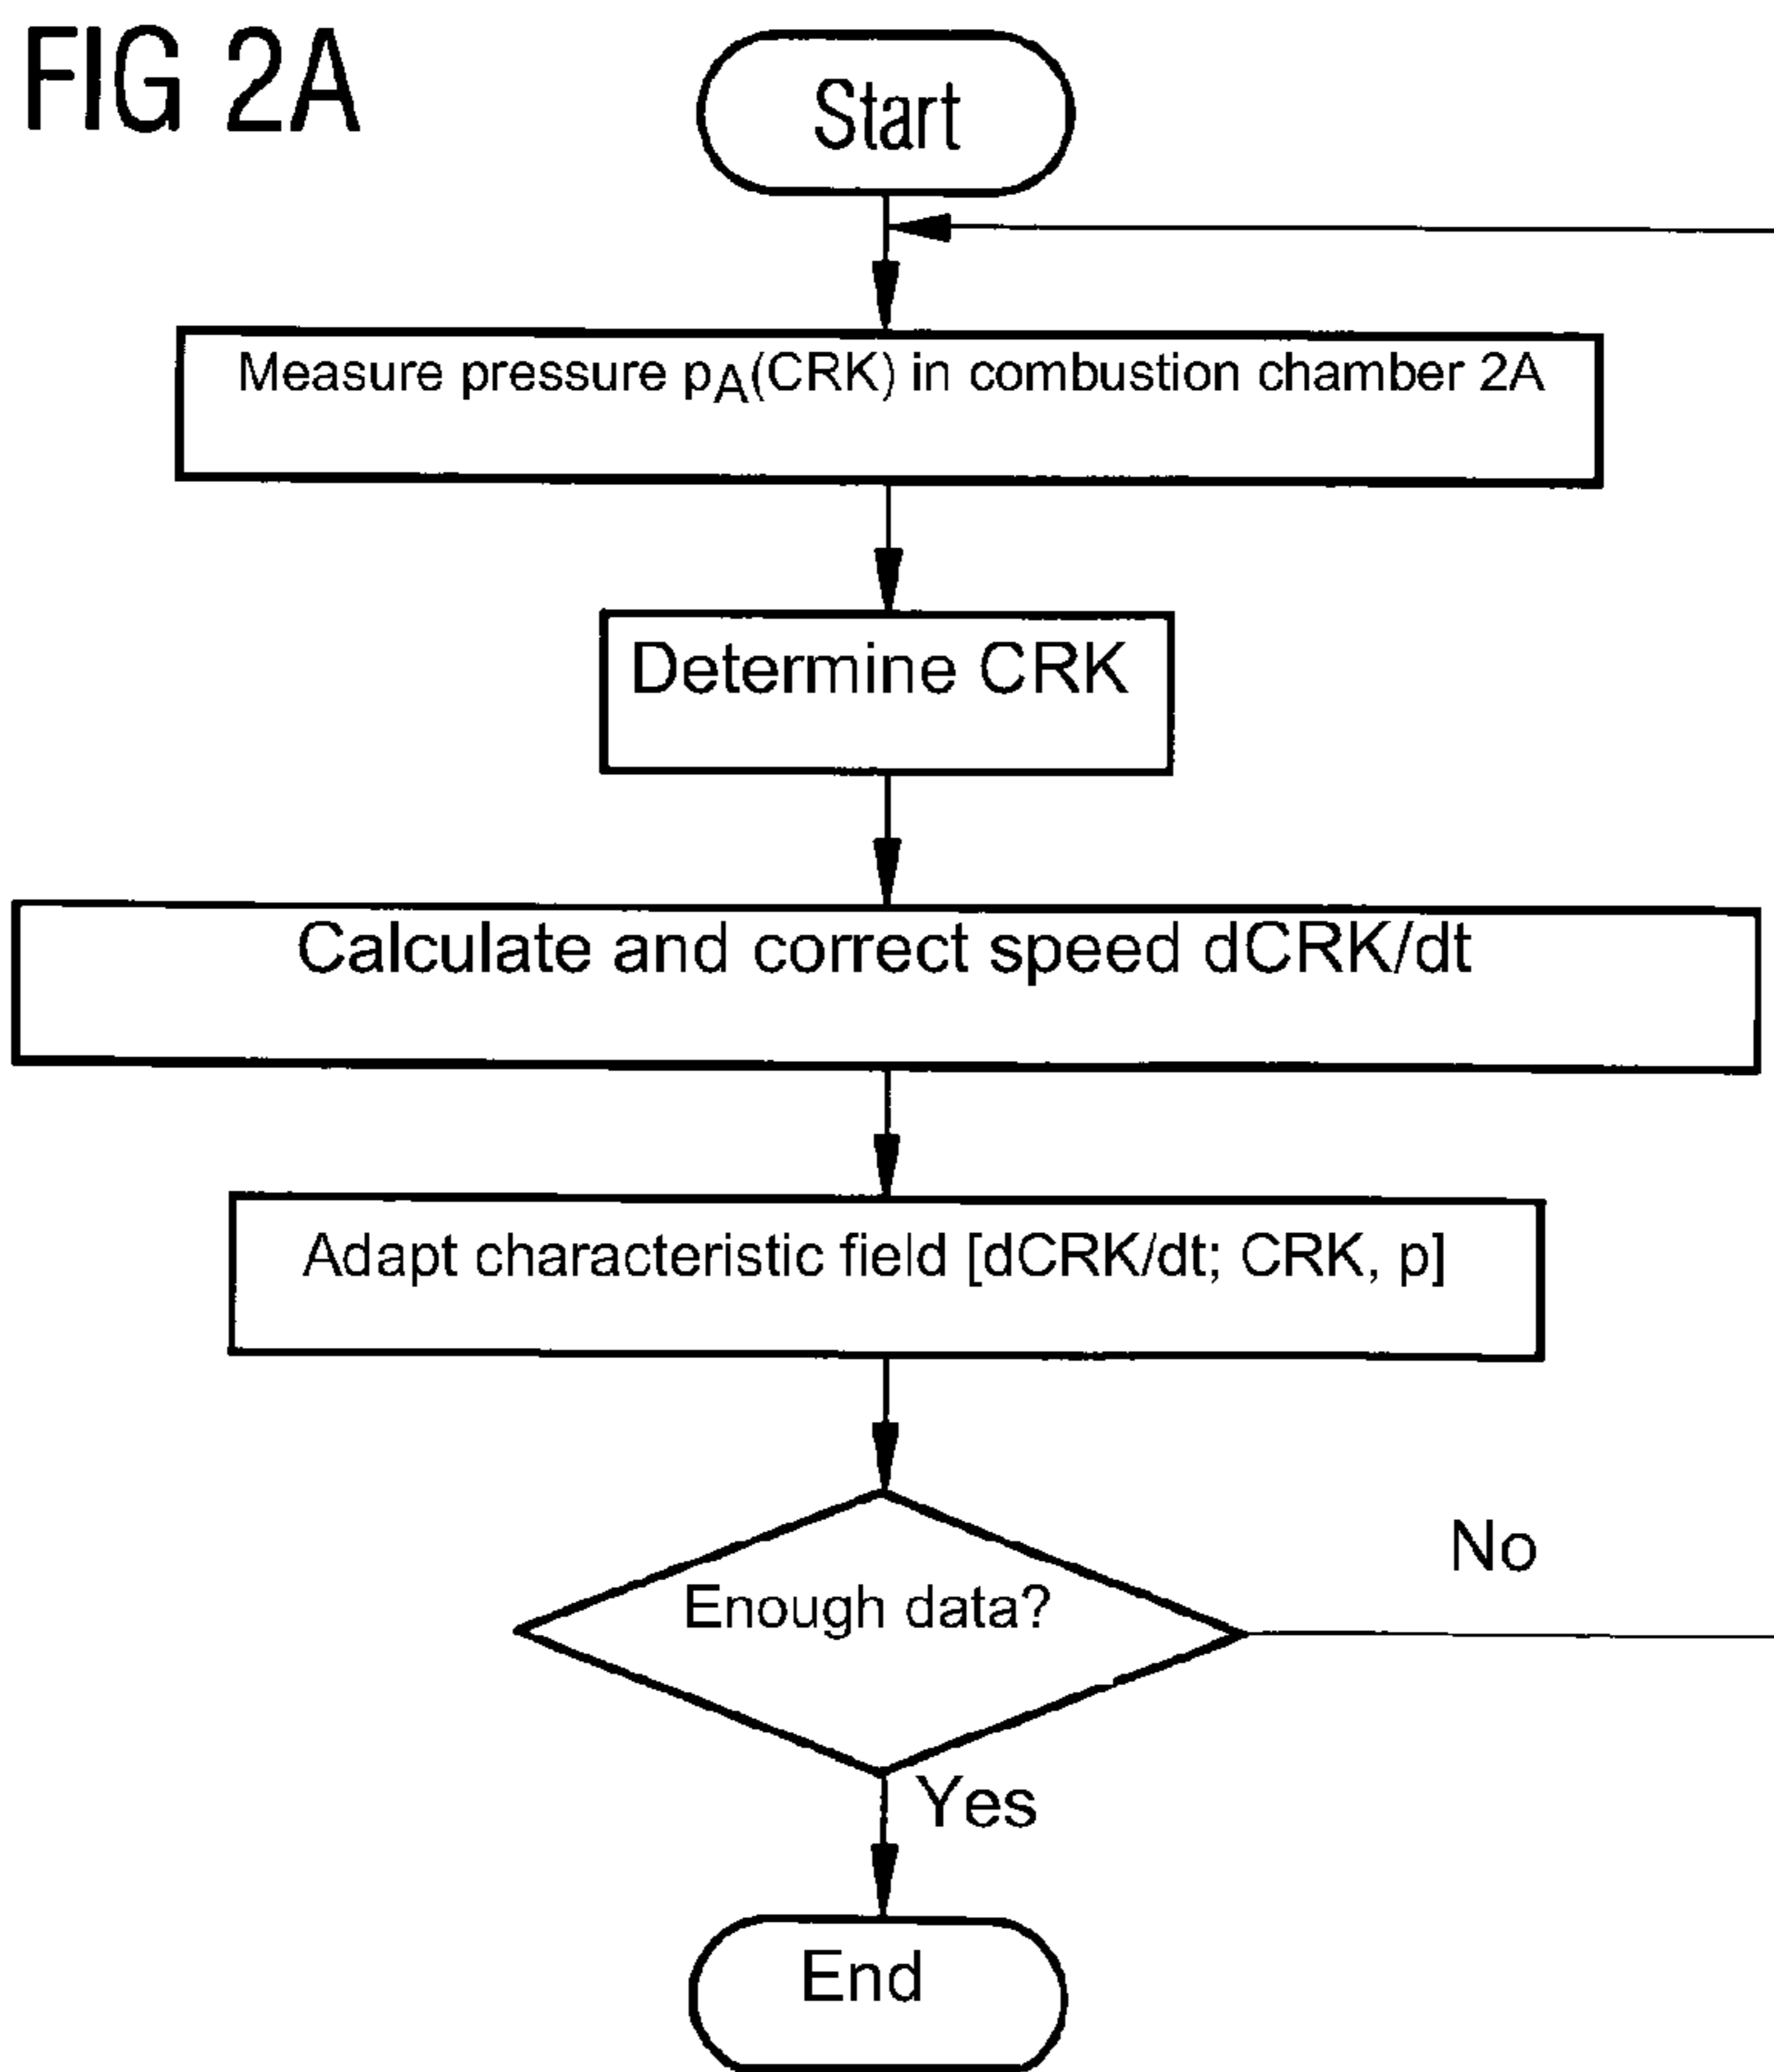 FIG 2A
Start
Measure pressure pA(CRK) in combustion chamber 2A
Determine CRK
Calculate and correct speed dCRK/dt
Adapt characteristic field [dCRK/dt; CRK, p]
Enough data?
No
Yes
End